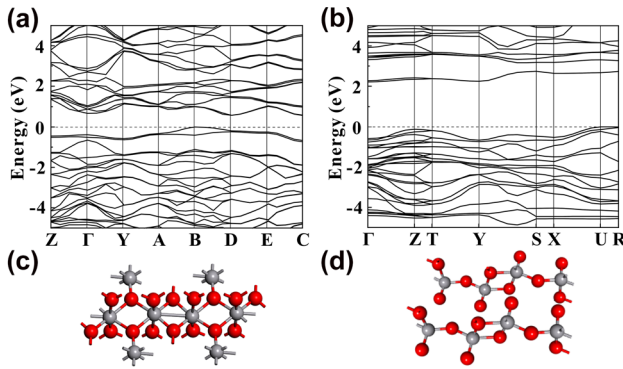 (a)
(b)
Energy (eV)
4
2
0
-2
-4
Z Γ Y A B D E C
Energy (eV)
4
2
0
-2
-4
Γ Z T Y S X U R
(c)
(d)